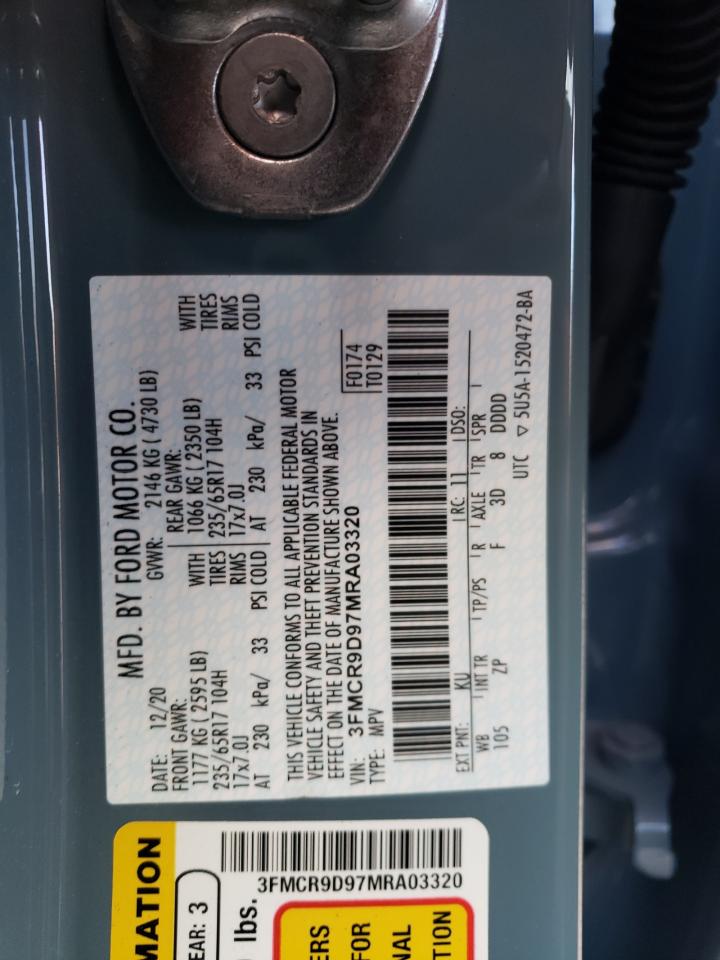 MFD. BY FORD MOTOR CO.
DATE: 12/20 GVWR: 2146 KG ( 4730 LB)
FRONT GAWR: REAR GAWR:
1177 KG ( 2595 LB) WITH 1066 KG ( 2350 LB) WITH
235/65R17 104H TIRES 235/65R17 104H TIRES
17x7.0J RIMS 17x7.0J RIMS
AT 230 kPa/ 33 PSI COLD AT 230 kPa/ 33 PSI COLD
THIS VEHICLE CONFORMS TO ALL APPLICABLE FEDERAL MOTOR
VEHICLE SAFETY AND THEFT PREVENTION STANDARDS IN
EFFECT ON THE DATE OF MANUFACTURE SHOWN ABOVE.
VIN: 3FMCR9D97MRA03320 F0174
TYPE: MPV T0129
EXT PNT: KU RC: 11 DSO:
WB INT TR TP/PS R AXLE TR SPR
105 ZP F 3D 8 DDDD
UTC ▽ 5U5A-1520472-BA
MATION
EAR: 3
lbs.
3FMCR9D97MRA03320
ERS
FOR
NAL
TION